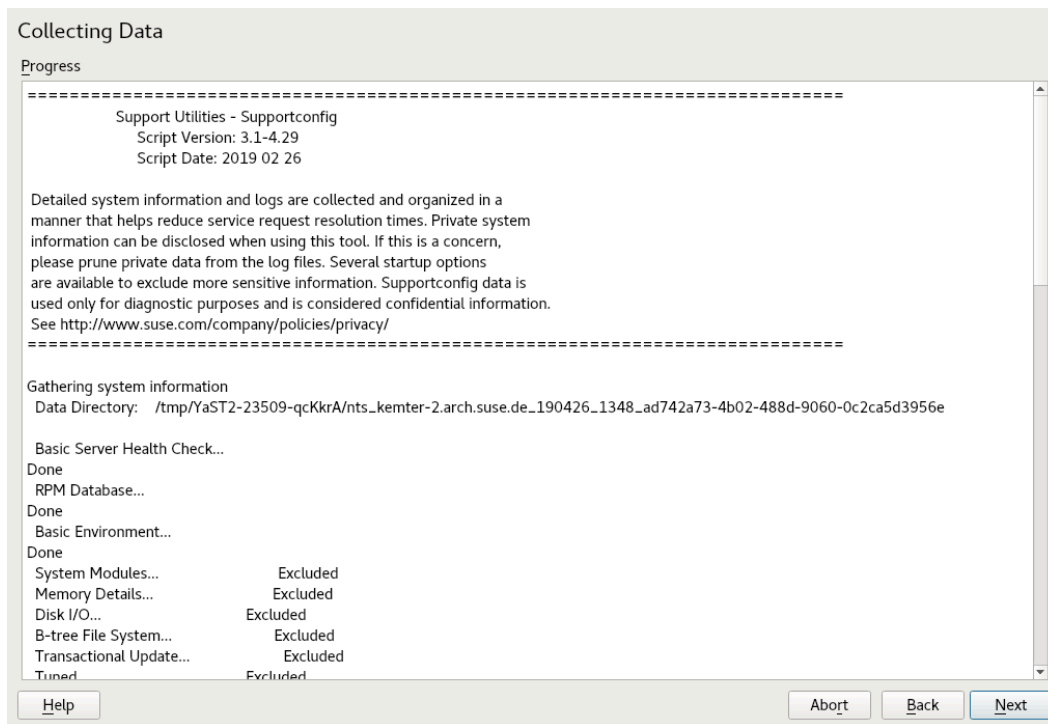 Collecting Data
Progress
==============================================================================
Support Utilities - Supportconfig
Script Version: 3.1-4.29
Script Date: 2019 02 26
Detailed system information and logs are collected and organized in a
manner that helps reduce service request resolution times. Private system
information can be disclosed when using this tool. If this is a concern,
please prune private data from the log files. Several startup options
are available to exclude more sensitive information. Supportconfig data is
used only for diagnostic purposes and is considered confidential information.
See http://www.suse.com/company/policies/privacy/
==============================================================================
Gathering system information
Data Directory: /tmp/YaST2-23509-qcKkrA/nts_kemter-2.arch.suse.de_190426_1348_ad742a73-4b02-488d-9060-0c2ca5d3956e
Basic Server Health Check...
Done
RPM Database...
Done
Basic Environment...
Done
System Modules... Excluded
Memory Details... Excluded
Disk I/O... Excluded
B-tree File System... Excluded
Transactional Update... Excluded
Tuned... Excluded
Help Abort Back Next